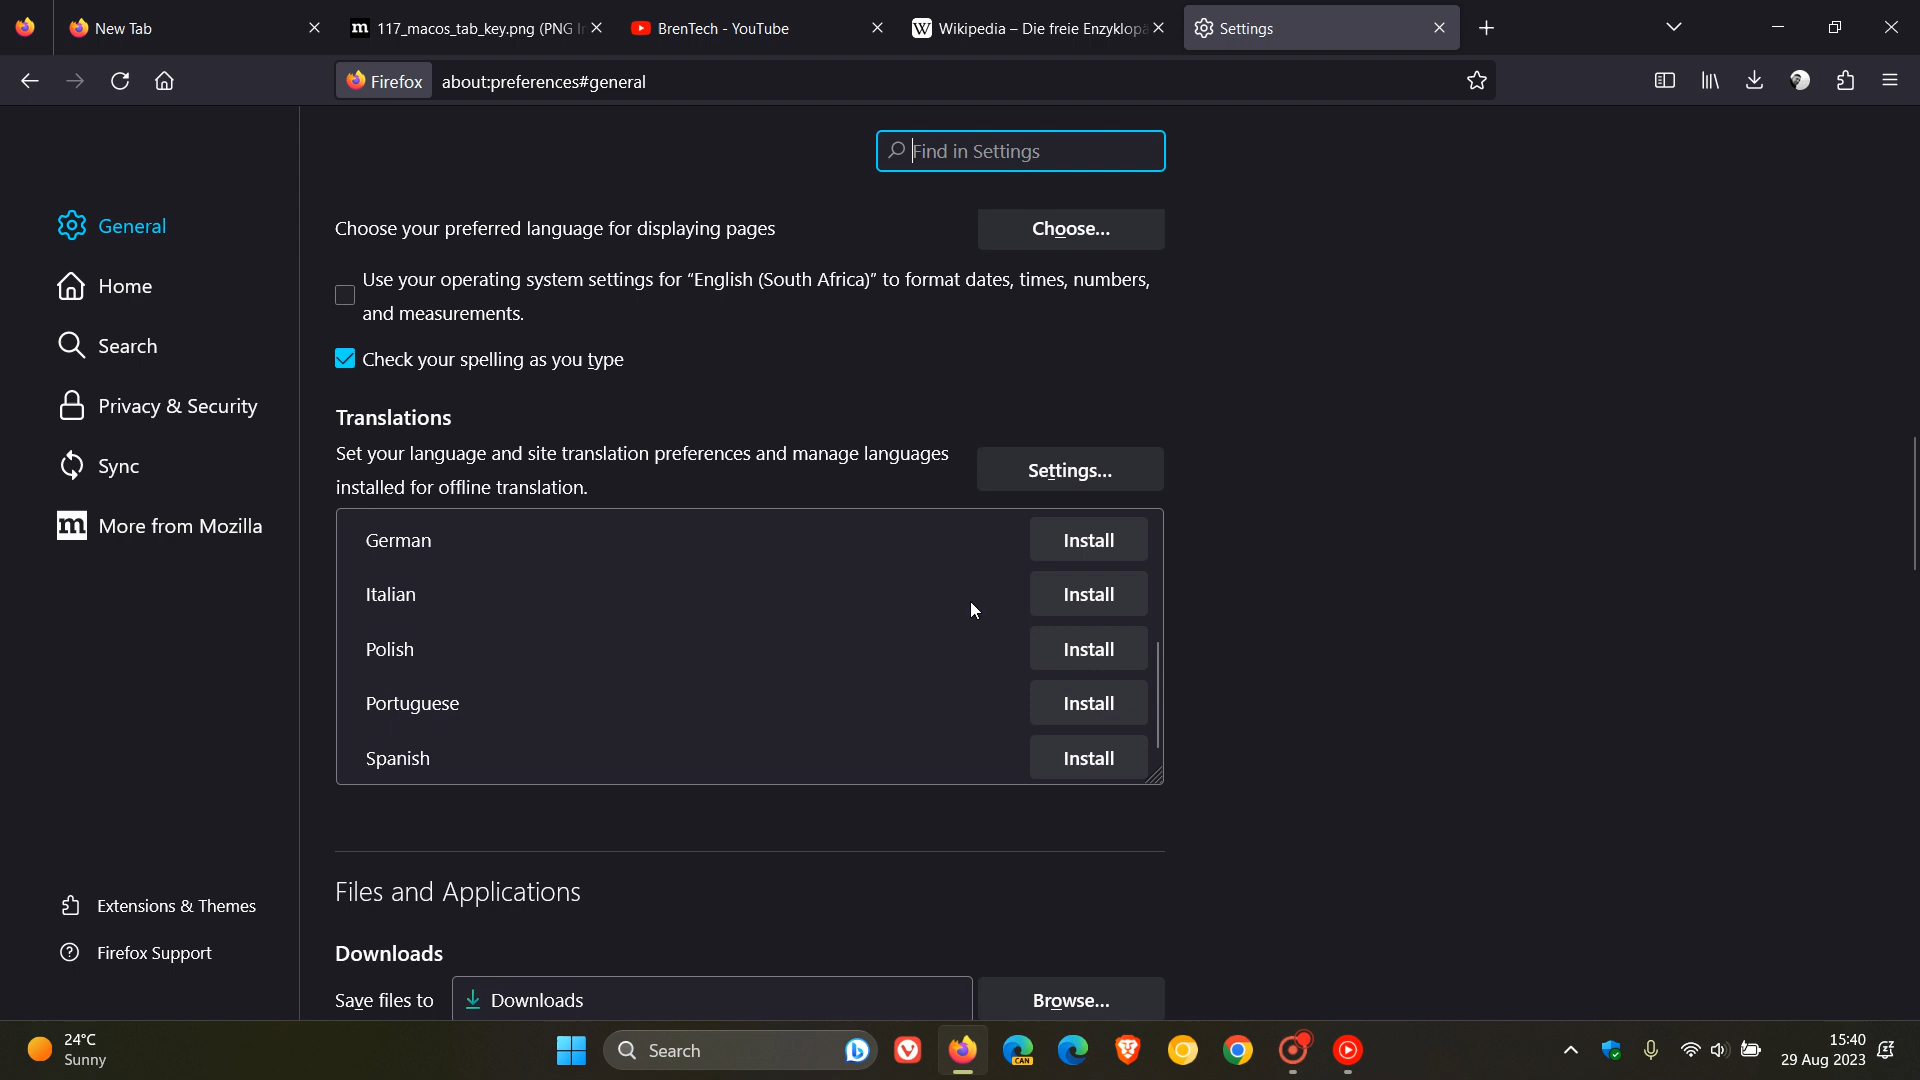 New Tab
117_macos_tab_key.png (PNG I
BrenTech - YouTube
Wikipedia – Die freie Enzyklopä
Settings
Firefox
about:preferences#general
Find in Settings
General
Home
Search
Privacy & Security
Sync
More from Mozilla
Extensions & Themes
Firefox Support
Choose your preferred language for displaying pages
Choose...
Use your operating system settings for “English (South Africa)” to format dates, times, numbers,
and measurements.
Check your spelling as you type
Translations
Set your language and site translation preferences and manage languages
installed for offline translation.
Settings...
German
Install
Italian
Install
Polish
Install
Portuguese
Install
Spanish
Install
Files and Applications
Downloads
Save files to
Downloads
Browse...
24°C
Sunny
Search
CAN
15:40
29 Aug 2023